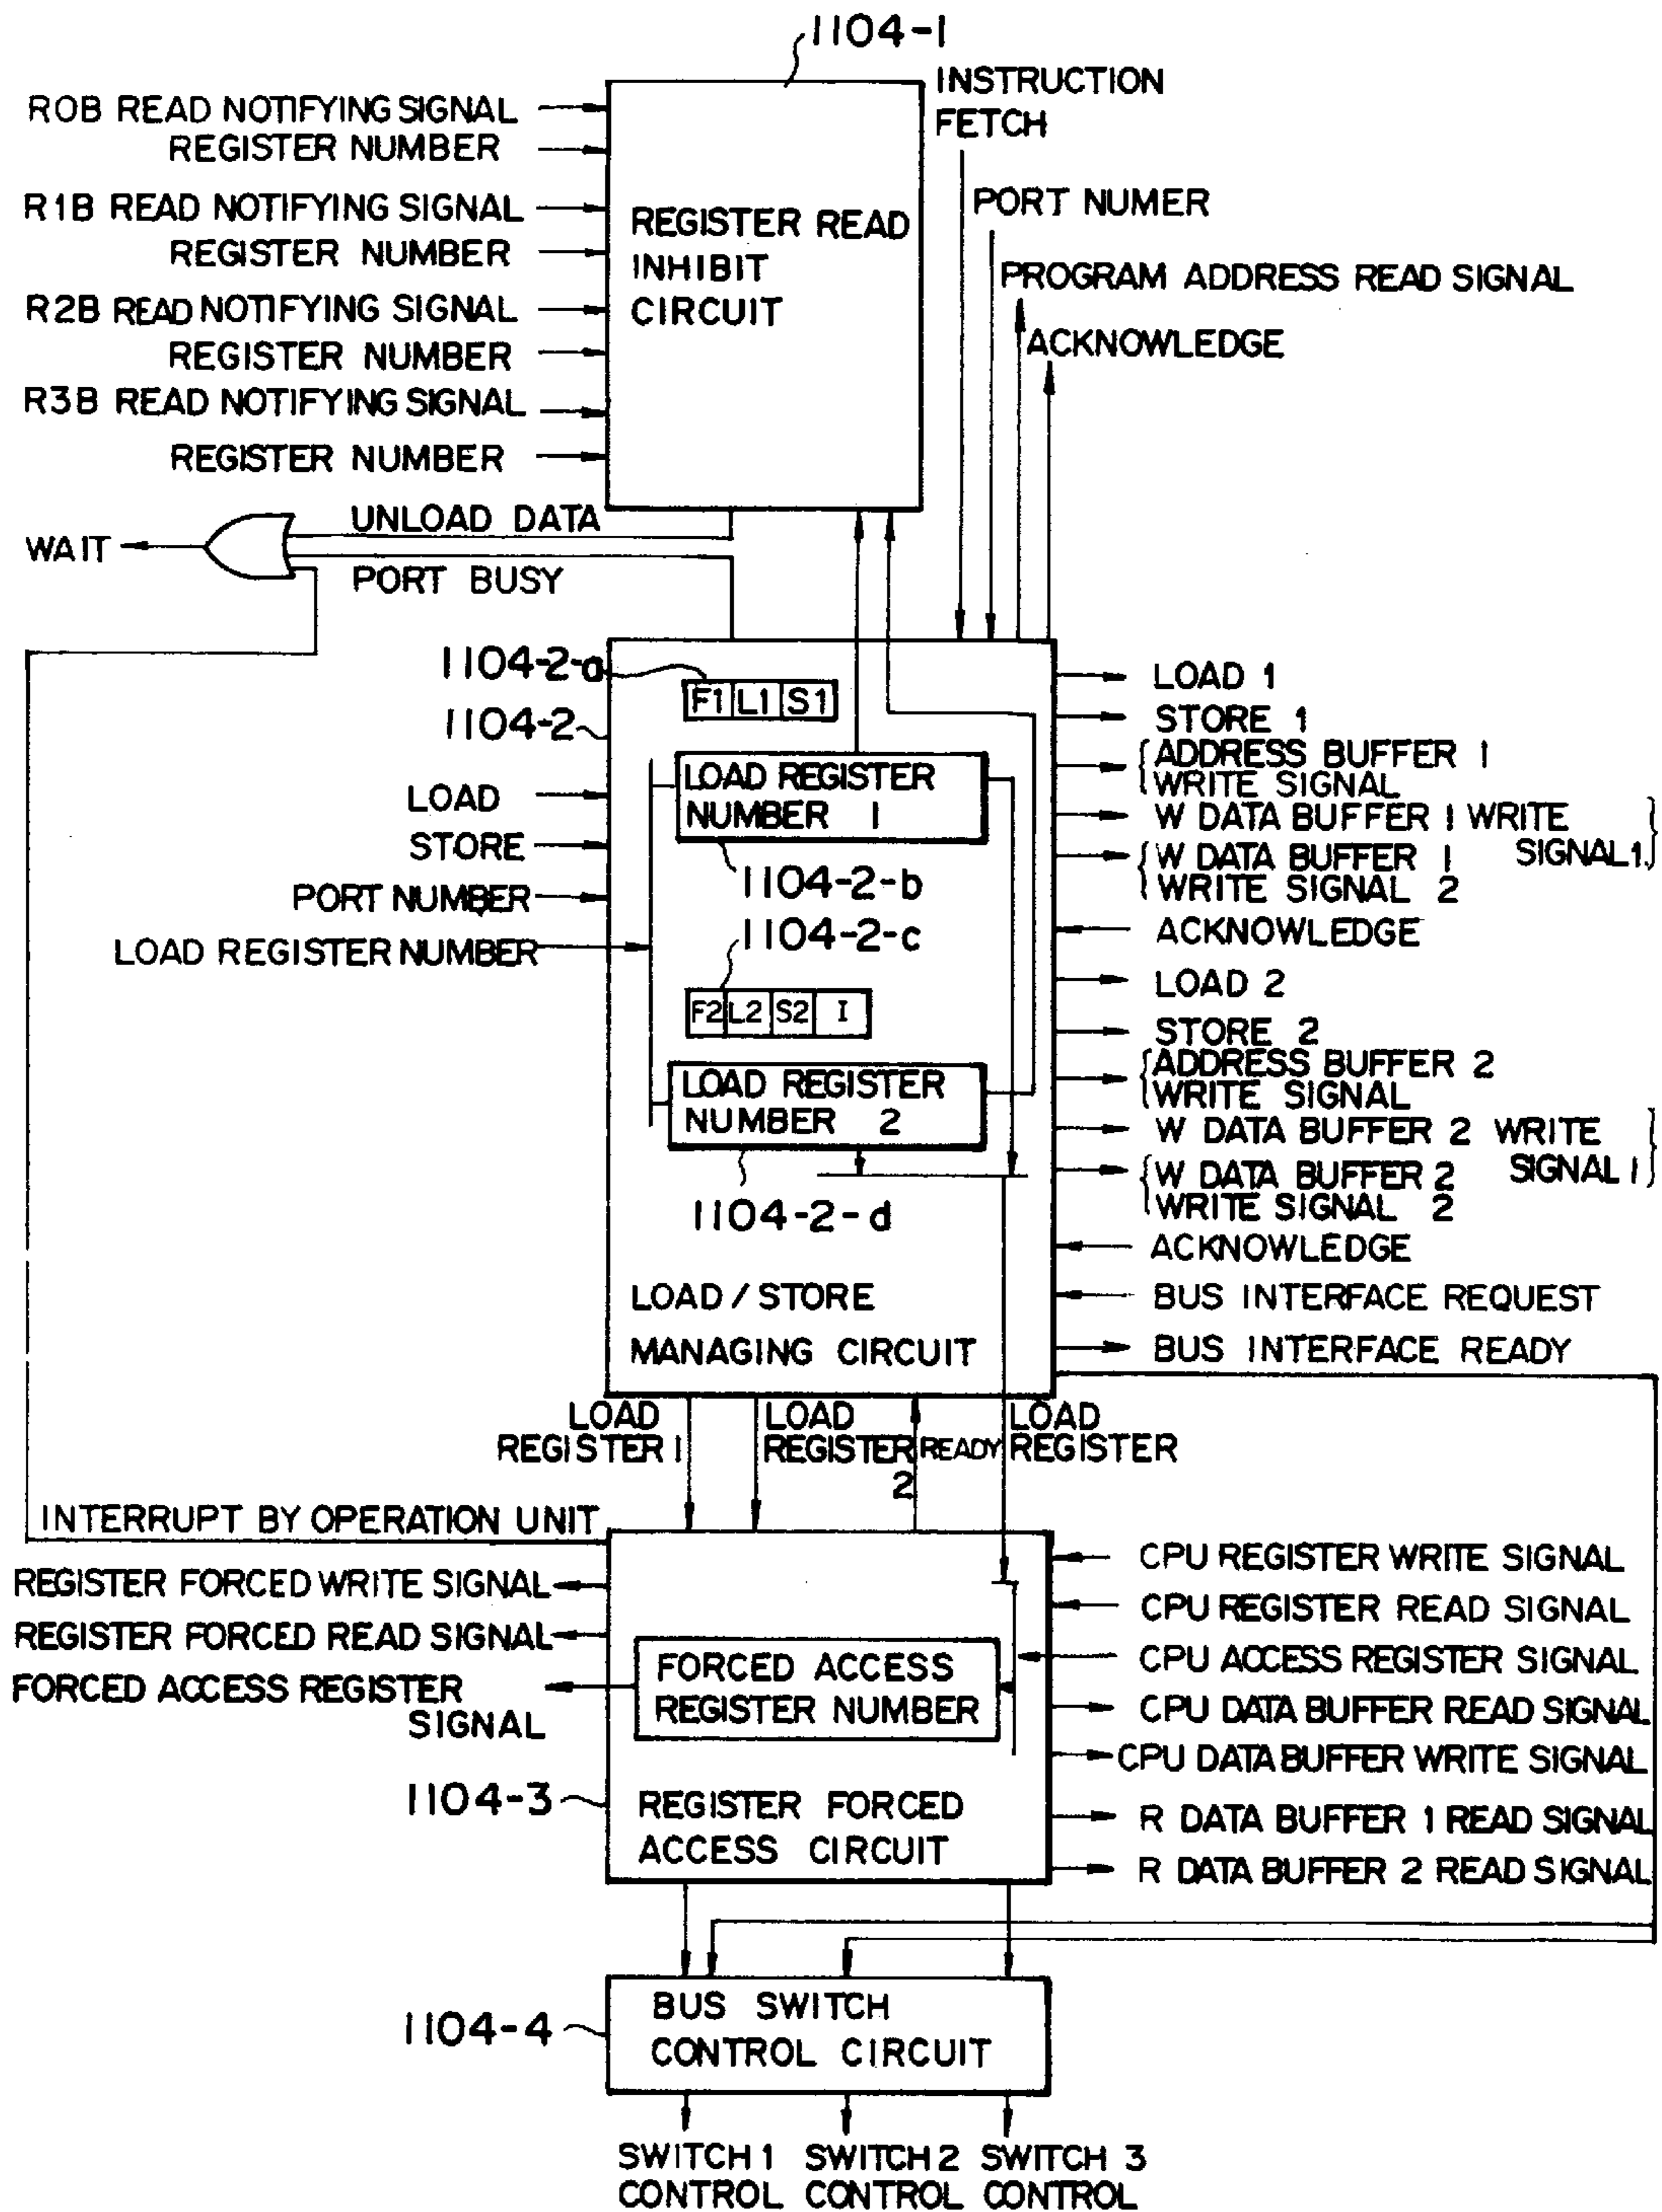 1104-1
INSTRUCTION
FETCH
R0B READ NOTIFYING SIGNAL
REGISTER NUMBER
R1B READ NOTIFYING SIGNAL
REGISTER NUMBER
R2B READ NOTIFYING SIGNAL
REGISTER NUMBER
R3B READ NOTIFYING SIGNAL
REGISTER NUMBER
REGISTER READ
INHIBIT
CIRCUIT
PORT NUMER
PROGRAM ADDRESS READ SIGNAL
ACKNOWLEDGE
UNLOAD DATA
WAIT
PORT BUSY
1104-2-a
F1 L1 S1
1104-2
LOAD REGISTER
NUMBER 1
1104-2-b
LOAD
STORE
PORT NUMBER
LOAD REGISTER NUMBER
1104-2-c
F2 L2 S2 I
LOAD REGISTER
NUMBER 2
1104-2-d
LOAD / STORE
MANAGING CIRCUIT
LOAD 1
STORE 1
ADDRESS BUFFER 1
WRITE SIGNAL
W DATA BUFFER 1 WRITE
SIGNAL 1
W DATA BUFFER 1
WRITE SIGNAL 2
ACKNOWLEDGE
LOAD 2
STORE 2
ADDRESS BUFFER 2
WRITE SIGNAL
W DATA BUFFER 2 WRITE
SIGNAL 1
W DATA BUFFER 2
WRITE SIGNAL 2
ACKNOWLEDGE
BUS INTERFACE REQUEST
BUS INTERFACE READY
LOAD
REGISTER 1
LOAD
REGISTER
2
READY
LOAD
REGISTER
INTERRUPT BY OPERATION UNIT
REGISTER FORCED WRITE SIGNAL
REGISTER FORCED READ SIGNAL
FORCED ACCESS REGISTER
SIGNAL
FORCED ACCESS
REGISTER NUMBER
1104-3
REGISTER FORCED
ACCESS CIRCUIT
CPU REGISTER WRITE SIGNAL
CPU REGISTER READ SIGNAL
CPU ACCESS REGISTER SIGNAL
CPU DATA BUFFER READ SIGNAL
CPU DATA BUFFER WRITE SIGNAL
R DATA BUFFER 1 READ SIGNAL
R DATA BUFFER 2 READ SIGNAL
1104-4
BUS SWITCH
CONTROL CIRCUIT
SWITCH 1
CONTROL
SWITCH 2
CONTROL
SWITCH 3
CONTROL